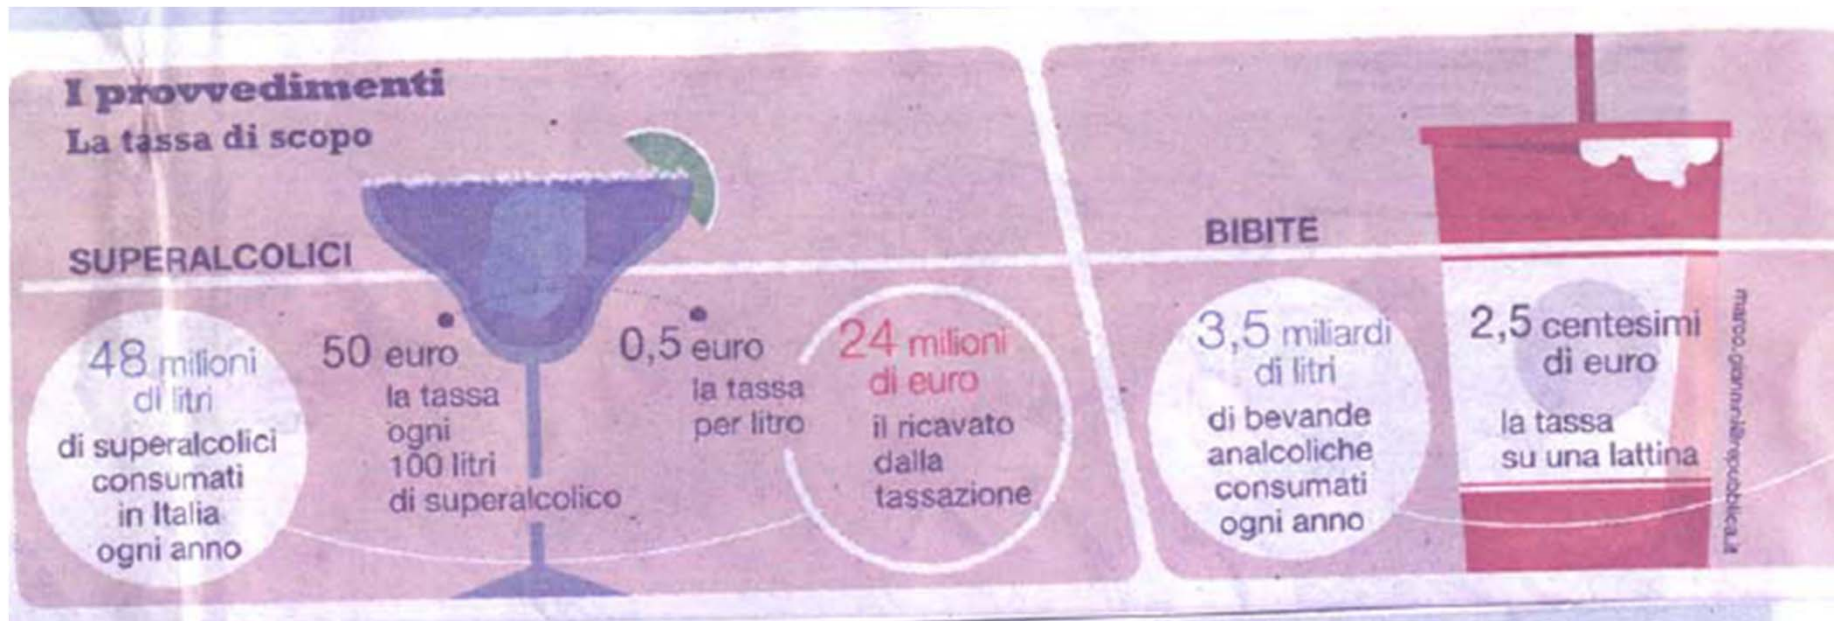 I provvedimenti
La tassa di scopo
SUPERALCOLICI
48 milioni
di litri
di superalcolici
consumati
in Italia
ogni anno
50 euro
la tassa
ogni
100 litri
di superalcolico
0,5 euro
la tassa
per litro
24 milioni
di euro
il ricavato
dalla
tassazione
BIBITE
3,5 miliardi
di litri
di bevande
analcoliche
consumati
ogni anno
2,5 centesimi
di euro
la tassa
su una lattina